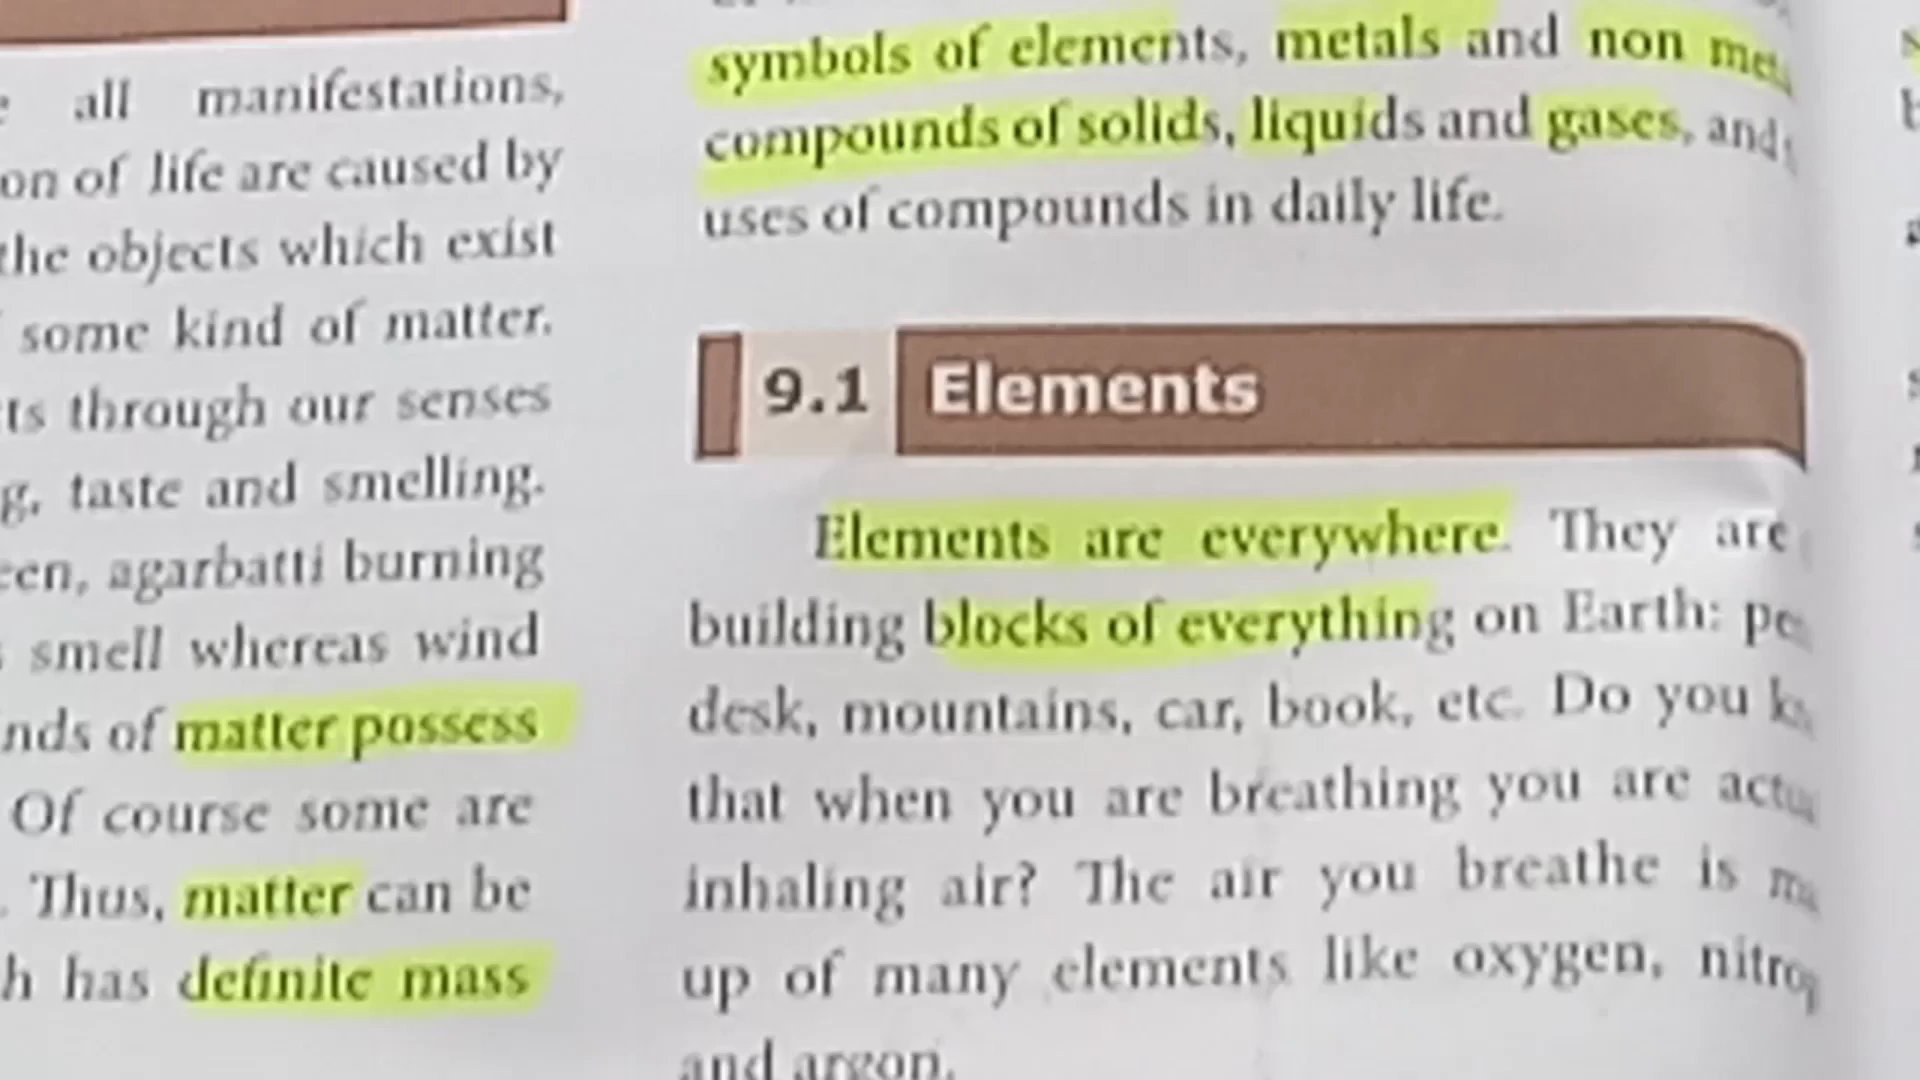 all manifestations,
on of life are caused by
the objects which exist
some kind of matter.
ts through our senses
g, taste and smelling.
een, agarbatti burning
smell whereas wind
nds of matter possess
Of course some are
. Thus, matter can be
h has definite mass
symbols of elements, metals and non
compounds of solids, liquids and gases, and
uses of compounds in daily life.
9.1 Elements
Elements are everywhere. They are
building blocks of everything on Earth:
desk, mountains, car, book, etc. Do you
that when you are breathing you are
inhaling air? The air you breathe is
up of many elements like oxygen,
and argon.